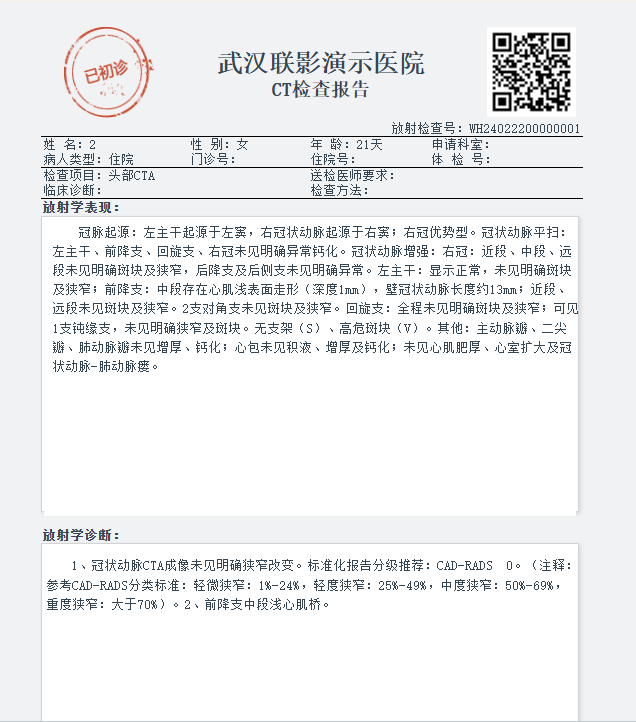 已初诊
武汉联影演示医院
CT检查报告
放射检查号：WH24022200000001
姓 名：2 性 别：女 年 龄：21天 申请科室：
病人类型：住院 门诊号： 住院号： 体 检 号：
检查项目：头部CTA 送检医师要求：
临床诊断： 检查方法：
放射学表现：
冠脉起源：左主干起源于左窦，右冠状动脉起源于右窦；右冠优势型。冠状动脉平扫：
左主干、前降支、回旋支、右冠未见明确异常钙化。冠状动脉增强：右冠：近段、中段、远
段未见明确斑块及狭窄，后降支及后侧支未见明确异常。左主干：显示正常，未见明确斑块
及狭窄；前降支：中段存在心肌浅表面走形（深度1mm），壁冠状动脉长度约13mm；近段、
远段未见斑块及狭窄。2支对角支未见斑块及狭窄。回旋支：全程未见明确斑块及狭窄；可见
1支钝缘支，未见明确狭窄及斑块。无支架（S）、高危斑块（V）。其他：主动脉瓣、二尖
瓣、肺动脉瓣未见增厚、钙化；心包未见积液、增厚及钙化；未见心肌肥厚、心室扩大及冠
状动脉-肺动脉瘘。
放射学诊断：
1、冠状动脉CTA成像未见明确狭窄改变。标准化报告分级推荐：CAD-RADS 0。（注释：
参考CAD-RADS分类标准：轻微狭窄：1%-24%，轻度狭窄：25%-49%，中度狭窄：50%-69%，
重度狭窄：大于70%）。2、前降支中段浅心肌桥。